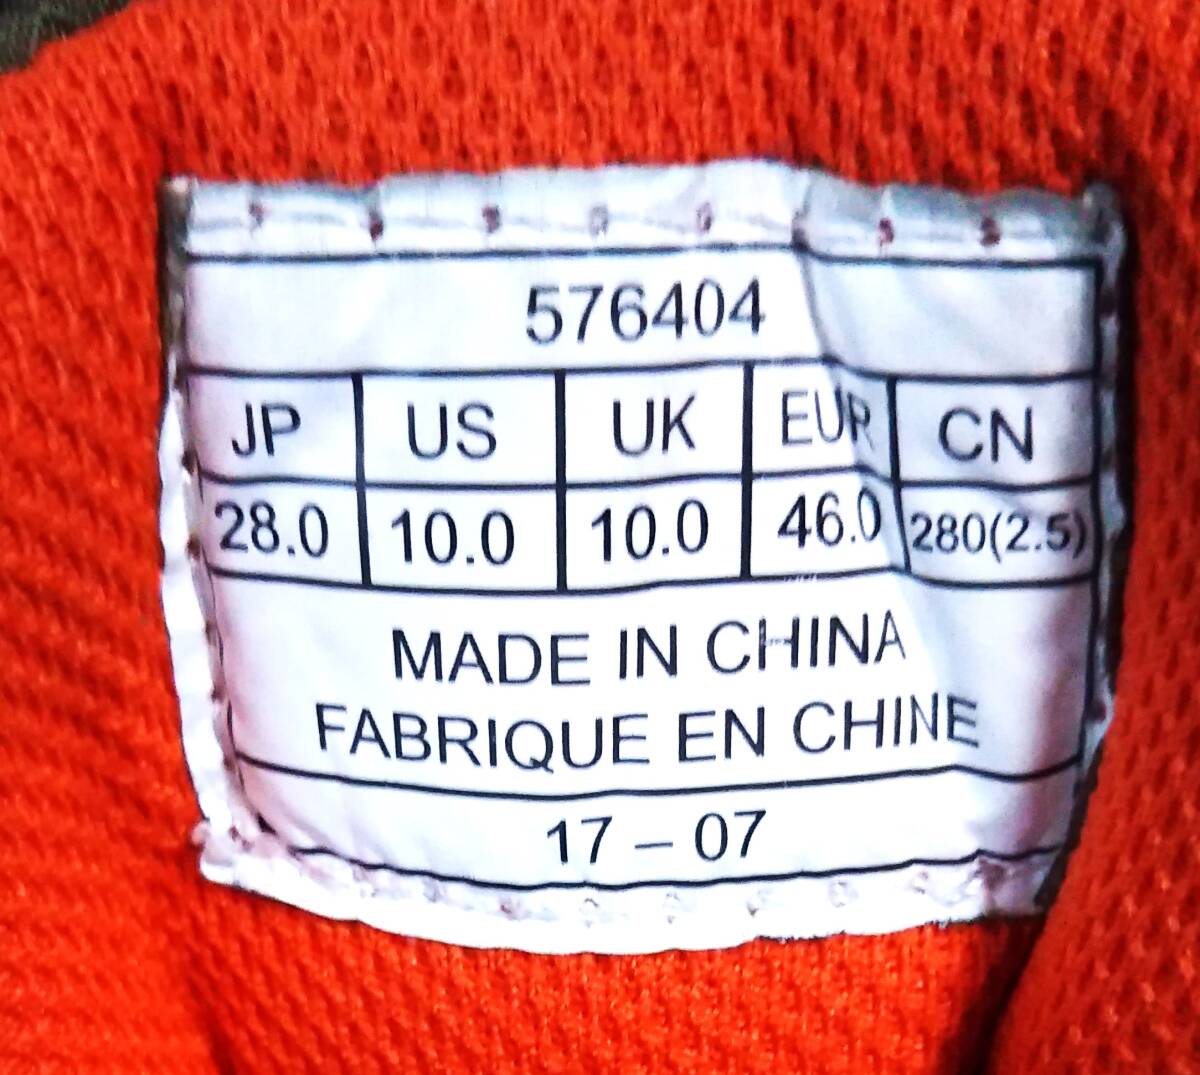 576404
JP US UK EUR CN
28.0 10.0 10.0 46.0 280(2.5)
MADE IN CHINA
FABRIQUE EN CHINE
17 – 07